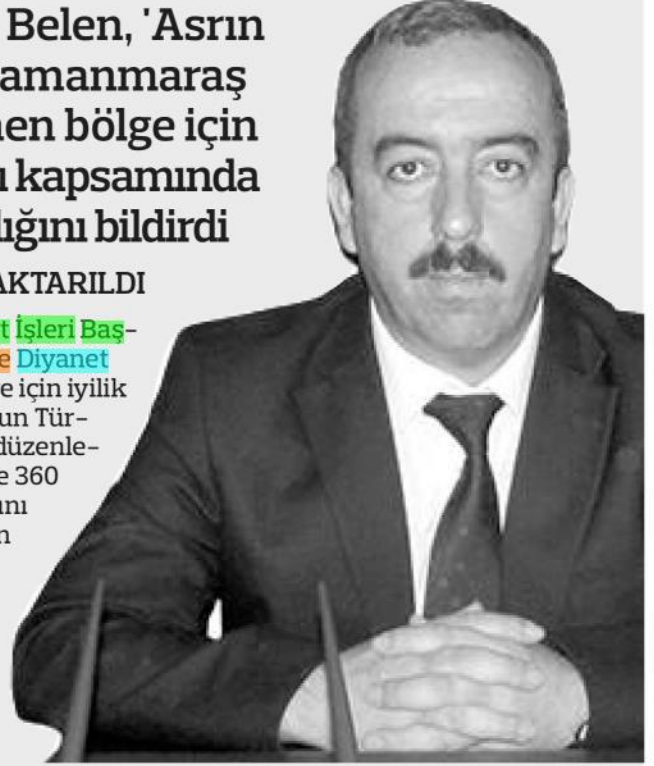 Belen, 'Asrın
amanmaraş
en bölge için
ı kapsamında
lığını bildirdi
AKTARILDI
t İşleri Baş-
e Diyanet
e için iyilik
un Tür-
düzenle-
e 360
ını
n